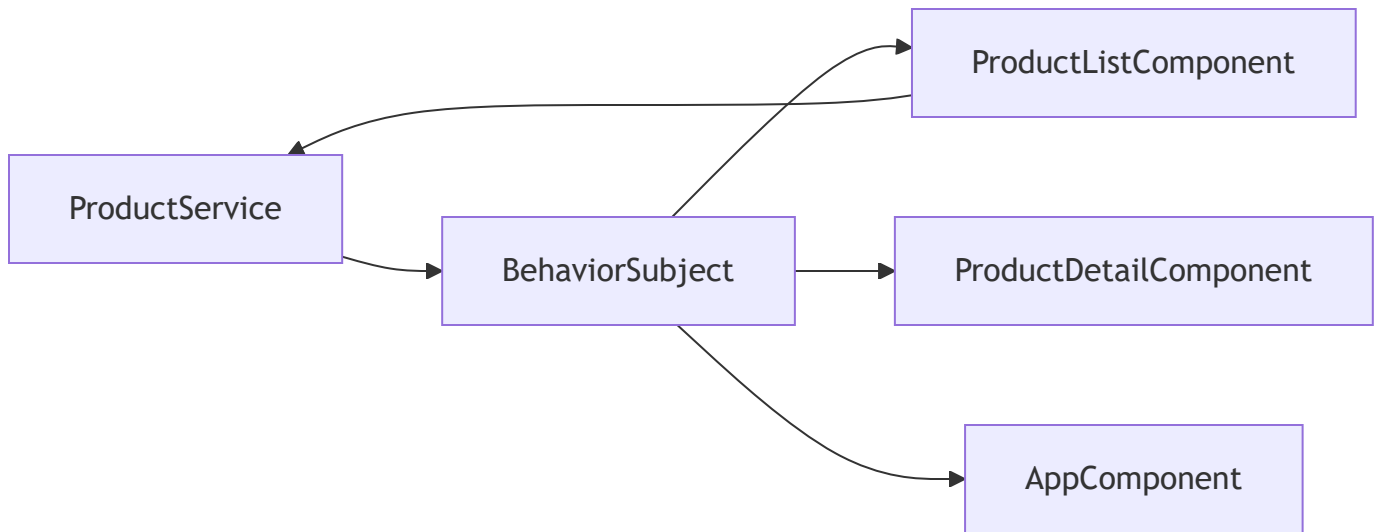 ProductListComponent
ProductService
BehaviorSubject
ProductDetailComponent
AppComponent